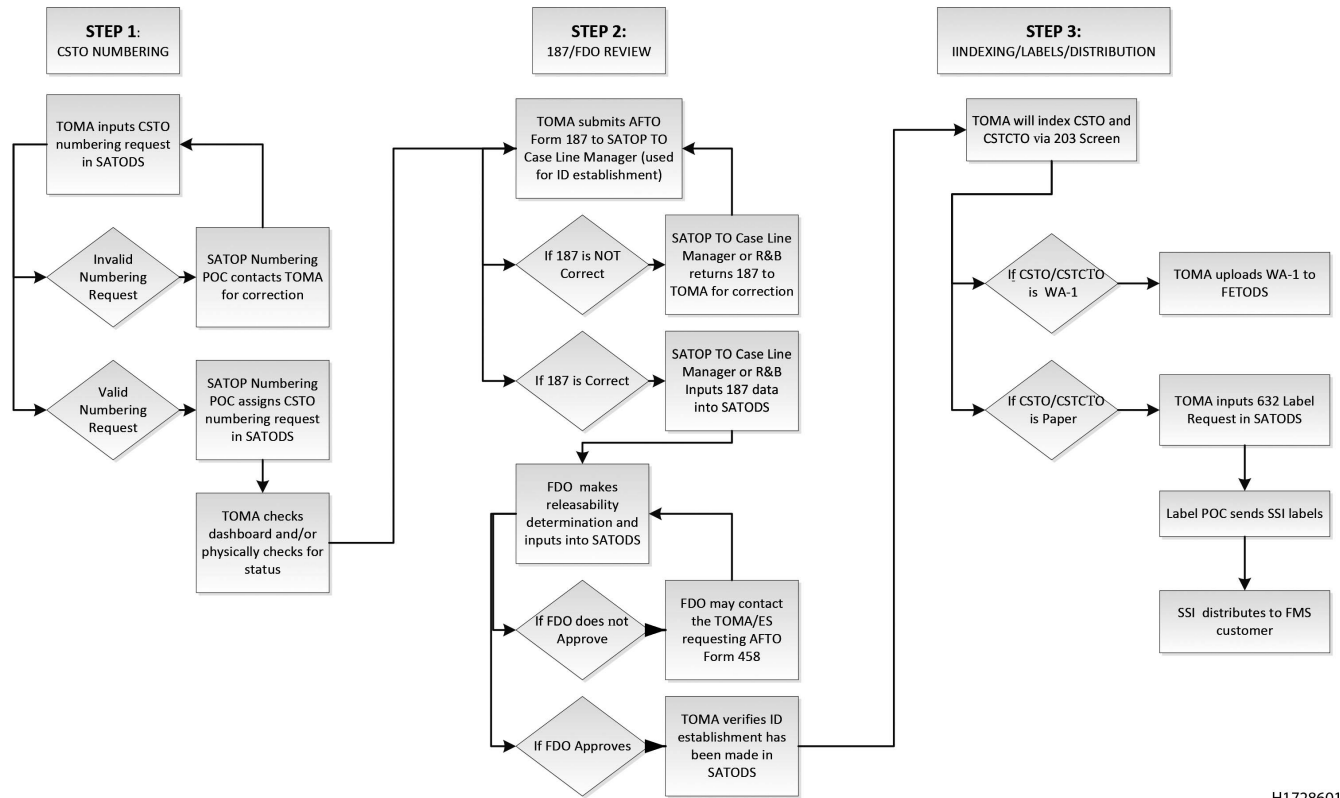 STEP 1:
CSTO NUMBERING
TOMA inputs CSTO
numbering request
in SATODS
Invalid
Numbering
Request
SATOP Numbering
POC contacts TOMA
for correction
Valid
Numbering
Request
SATOP Numbering
POC assigns CSTO
numbering request
in SATODS
TOMA checks
dashboard and/or
physically checks for
status
STEP 2:
187/FDO REVIEW
TOMA submits AFTO
Form 187 to SATOP TO
Case Line Manager (used
for ID establishment)
If 187 is NOT
Correct
SATOP TO Case Line
Manager or R&B
returns 187 to
TOMA for correction
If 187 is Correct
SATOP TO Case Line
Manager or R&B
Inputs 187 data
into SATODS
FDO makes
releasability
determination and
inputs into SATODS
If FDO does not
Approve
FDO may contact
the TOMA/ES
requesting AFTO
Form 458
If FDO Approves
TOMA verifies ID
establishment has
been made in
SATODS
STEP 3:
IINDEXING/LABELS/DISTRIBUTION
TOMA will index CSTO and
CSTCTO via 203 Screen
If CSTO/CSTCTO
is WA-1
TOMA uploads WA-1 to
FETODS
If CSTO/CSTCTO
is Paper
TOMA inputs 632 Label
Request in SATODS
Label POC sends SSI labels
SSI distributes to FMS
customer
H1728601